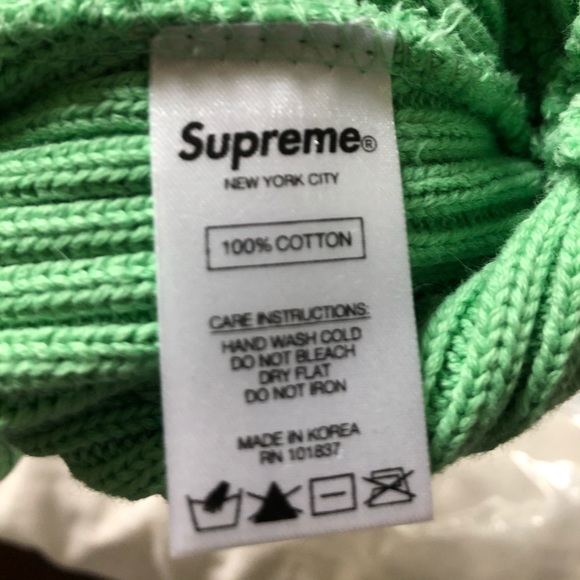 Supreme®
NEW YORK CITY
100% COTTON
CARE INSTRUCTIONS:
HAND WASH COLD
DO NOT BLEACH
DRY FLAT
DO NOT IRON
MADE IN KOREA
RN 101837